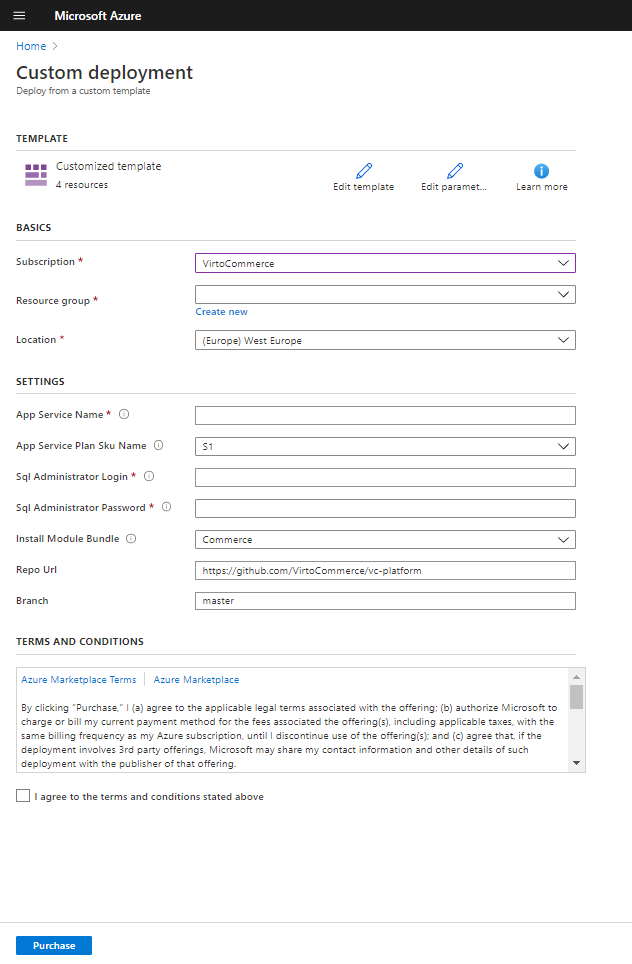 Microsoft Azure
Home
Custom deployment
Deploy from a custom template
TEMPLATE
Customized template
4 resources
Edit template
Edit paramet...
Learn more
BASICS
Subscription *
VirtoCommerce
Resource group *
Create new
Location *
(Europe) West Europe
SETTINGS
App Service Name *
App Service Plan Sku Name
S1
Sql Administrator Login *
Sql Administrator Password *
Install Module Bundle
Commerce
Repo Url
https://github.com/VirtoCommerce/vc-platform
Branch
master
TERMS AND CONDITIONS
Azure Marketplace Terms
Azure Marketplace
By clicking "Purchase," I (a) agree to the applicable legal terms associated with the offering; (b) authorize Microsoft to
charge or bill my current payment method for the fees associated the offering(s), including applicable taxes, with the
same billing frequency as my Azure subscription, until I discontinue use of the offering(s); and (c) agree that, if the
deployment involves 3rd party offerings, Microsoft may share my contact information and other details of such
deployment with the publisher of that offering.
I agree to the terms and conditions stated above
Purchase